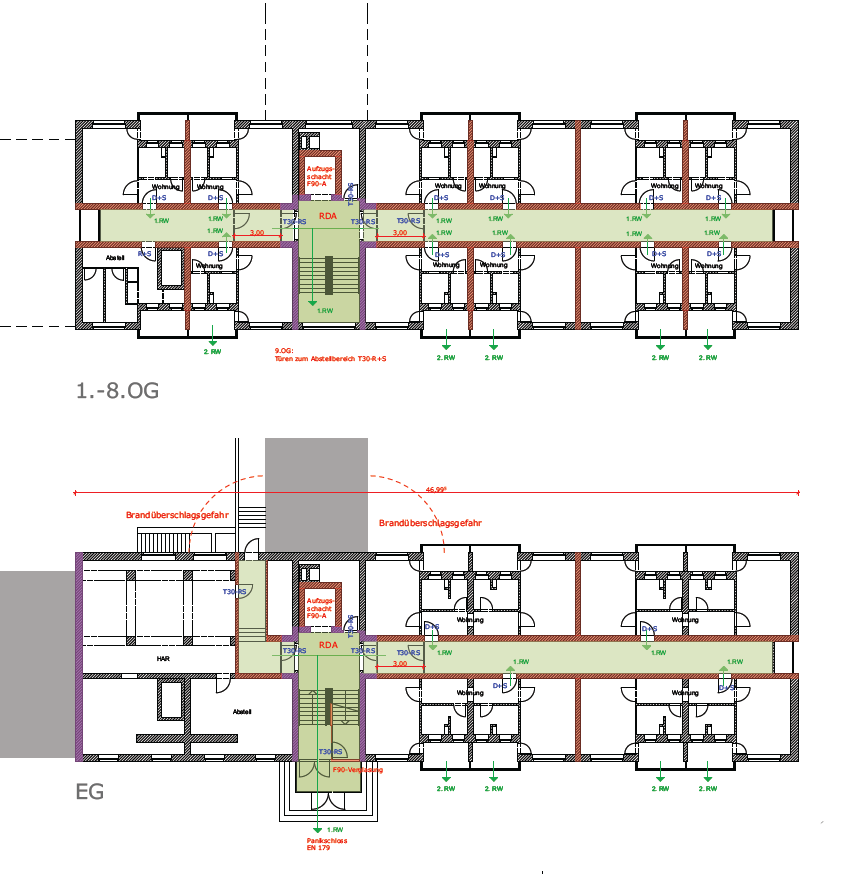 Aufzugs-
schacht
F90-A
T30-RS
Wohnung Wohnung Wohnung Wohnung Wohnung Wohnung
D+S D+S D+S D+S D+S D+S
1.RW 1.RW 1.RW 1.RW 1.RW 1.RW
RDA
T30-RS T30-RS T30-RS
1.RW 3,00 3,00 1.RW 1.RW 1.RW 1.RW
R+S D+S D+S D+S D+S D+S
Abstell Wohnung Wohnung Wohnung Wohnung Wohnung
1.RW
2. RW 2. RW 2. RW 2. RW 2. RW
9.OG:
Türen zum Abstellbereich T30-R+S
1.-8.OG
46,99⁵
Brandüberschlagsgefahr Brandüberschlagsgefahr
T30-RS
Aufzugs-
schacht
F90-A
T30-RS
Wohnung Wohnung
D+S D+S
RDA
T30-RS T30-RS T30-RS 1.RW 1.RW
HAR 3,00 1.RW 1.RW
D+S D+S
Wohnung Wohnung
Abstell
T30-RS
F90-Verglasung
2. RW 2. RW 2. RW 2. RW
EG
1.RW
Panikschloss
EN 179